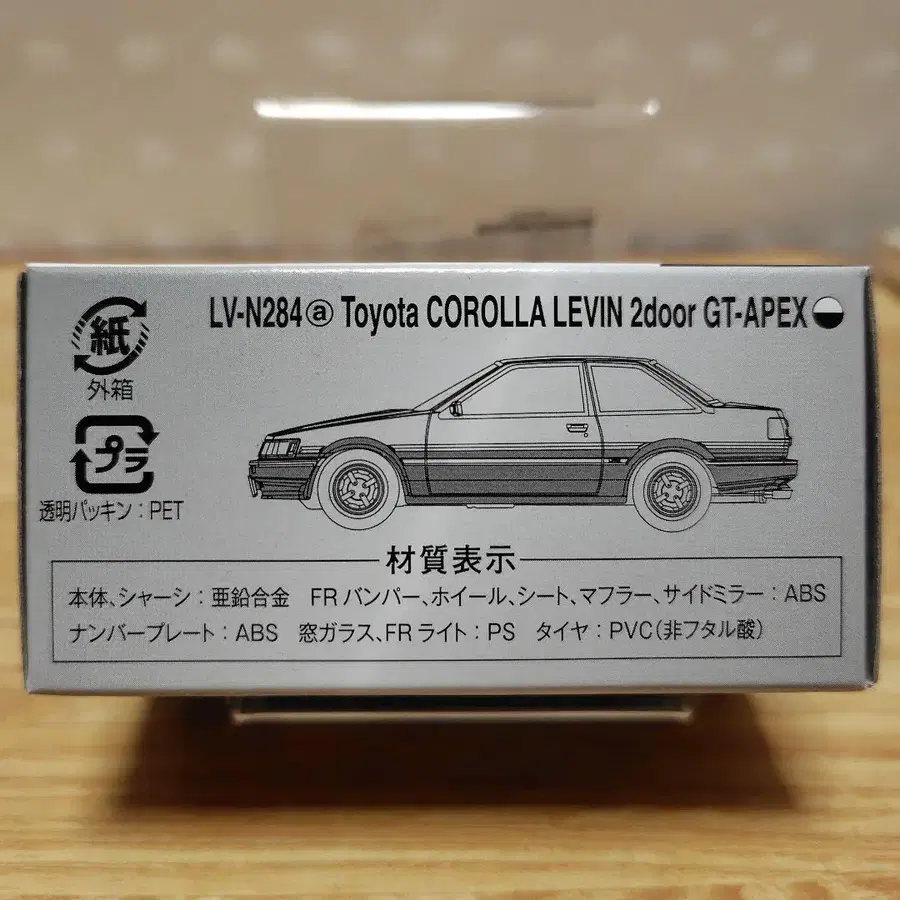 LV-N284ⓐ Toyota COROLLA LEVIN 2door GT-APEX
紙
外箱
プラ
透明パッキン：PET
材質表示
本体、シャーシ：亜鉛合金　FRバンパー、ホイール、シート、マフラー、サイドミラー：ABS
ナンバープレート：ABS　窓ガラス、FRライト：PS　タイヤ：PVC（非フタル酸）